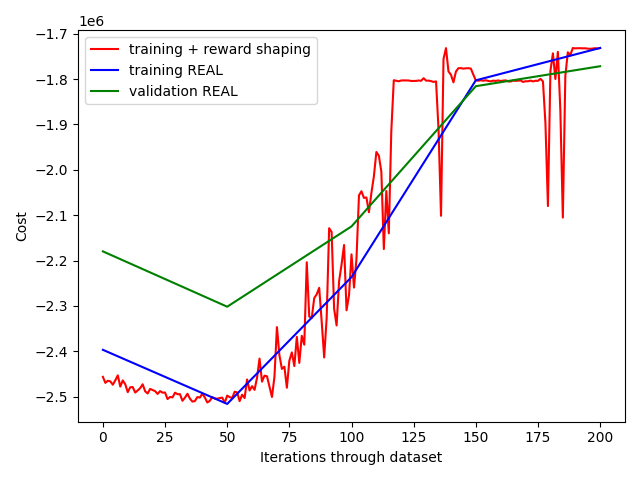 1e6
training + reward shaping
training REAL
validation REAL
−1.7
−1.8
−1.9
−2.0
−2.1
−2.2
−2.3
−2.4
−2.5
Cost
0 25 50 75 100 125 150 175 200
Iterations through dataset